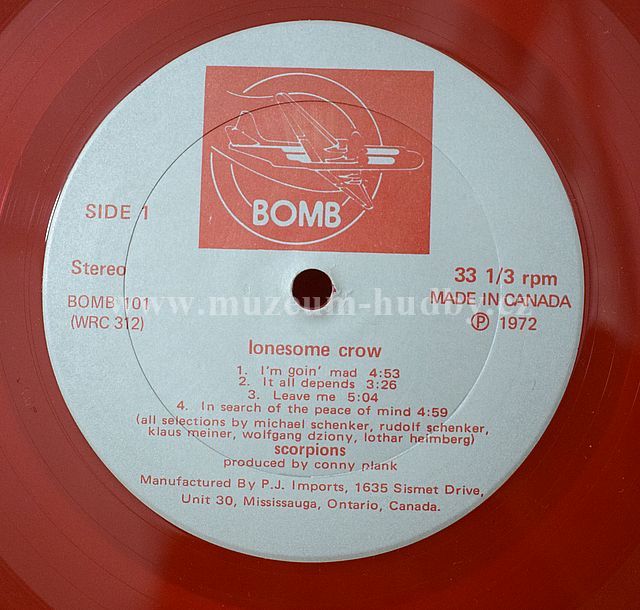 BOMB
SIDE 1
Stereo
33 1/3 rpm
BOMB 101
MADE IN CANADA
(WRC 312)
Ⓟ 1972
www.muzeum-hudby.cz
lonesome crow
1. I'm goin' mad 4:53
2. It all depends 3:26
3. Leave me 5:04
4. In search of the peace of mind 4:59
(all selections by michael schenker, rudolf schenker,
klaus meiner, wolfgang dziony, lothar heimberg)
scorpions
produced by conny plank
Manufactured By P.J. Imports, 1635 Sismet Drive,
Unit 30, Mississauga, Ontario, Canada.